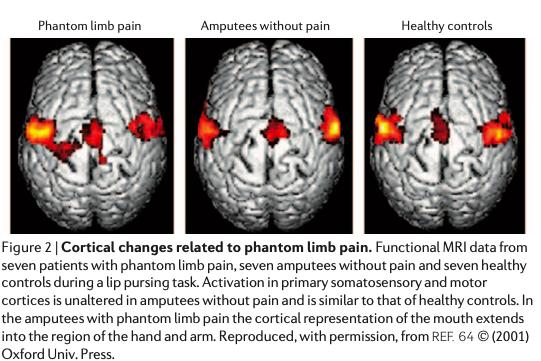 Phantom limb pain
Amputees without pain
Healthy controls
Figure 2 | Cortical changes related to phantom limb pain. Functional MRI data from
seven patients with phantom limb pain, seven amputees without pain and seven healthy
controls during a lip pursing task. Activation in primary somatosensory and motor
cortices is unaltered in amputees without pain and is similar to that of healthy controls. In
the amputees with phantom limb pain the cortical representation of the mouth extends
into the region of the hand and arm. Reproduced, with permission, from REF. 64 © (2001)
Oxford Univ. Press.